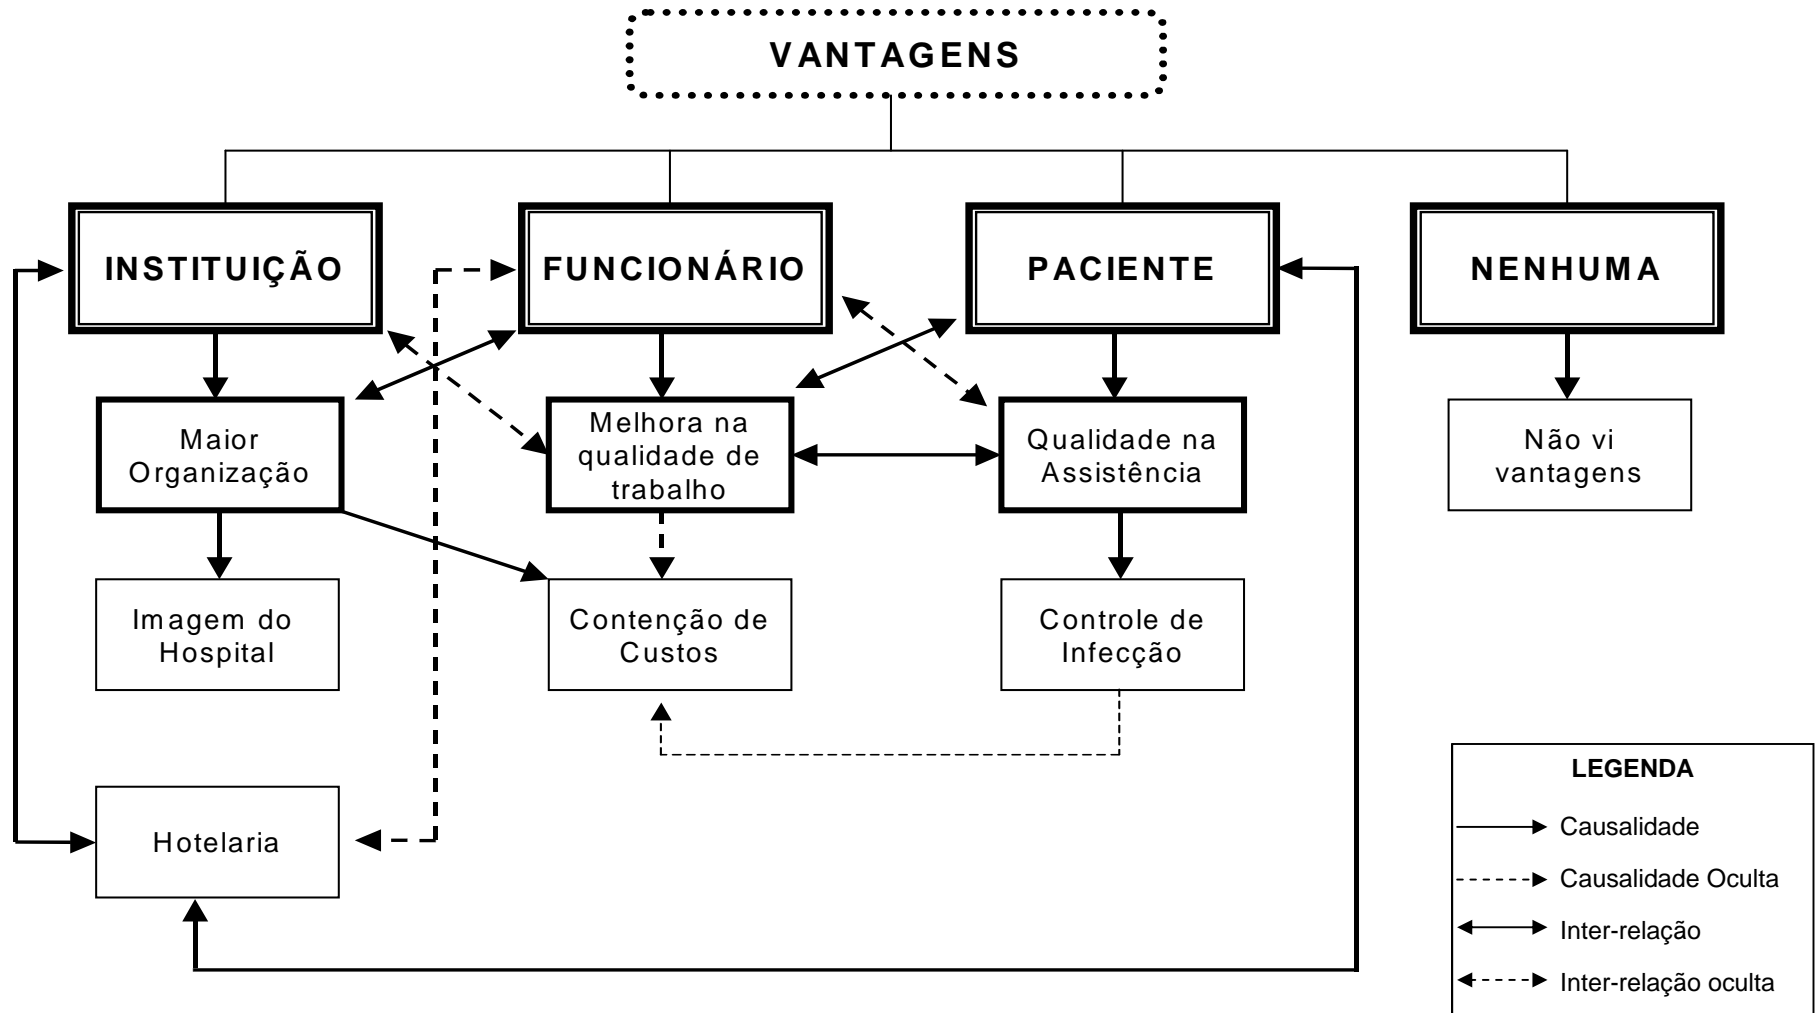 VANTAGENS
INSTITUIÇÃO
FUNCIONÁRIO
PACIENTE
NENHUMA
Maior
Organização
Melhora na
qualidade de
trabalho
Qualidade na
Assistência
Não vi
vantagens
Imagem do
Hospital
Contenção de
Custos
Controle de
Infecção
Hotelaria
LEGENDA
Causalidade
Causalidade Oculta
Inter-relação
Inter-relação oculta